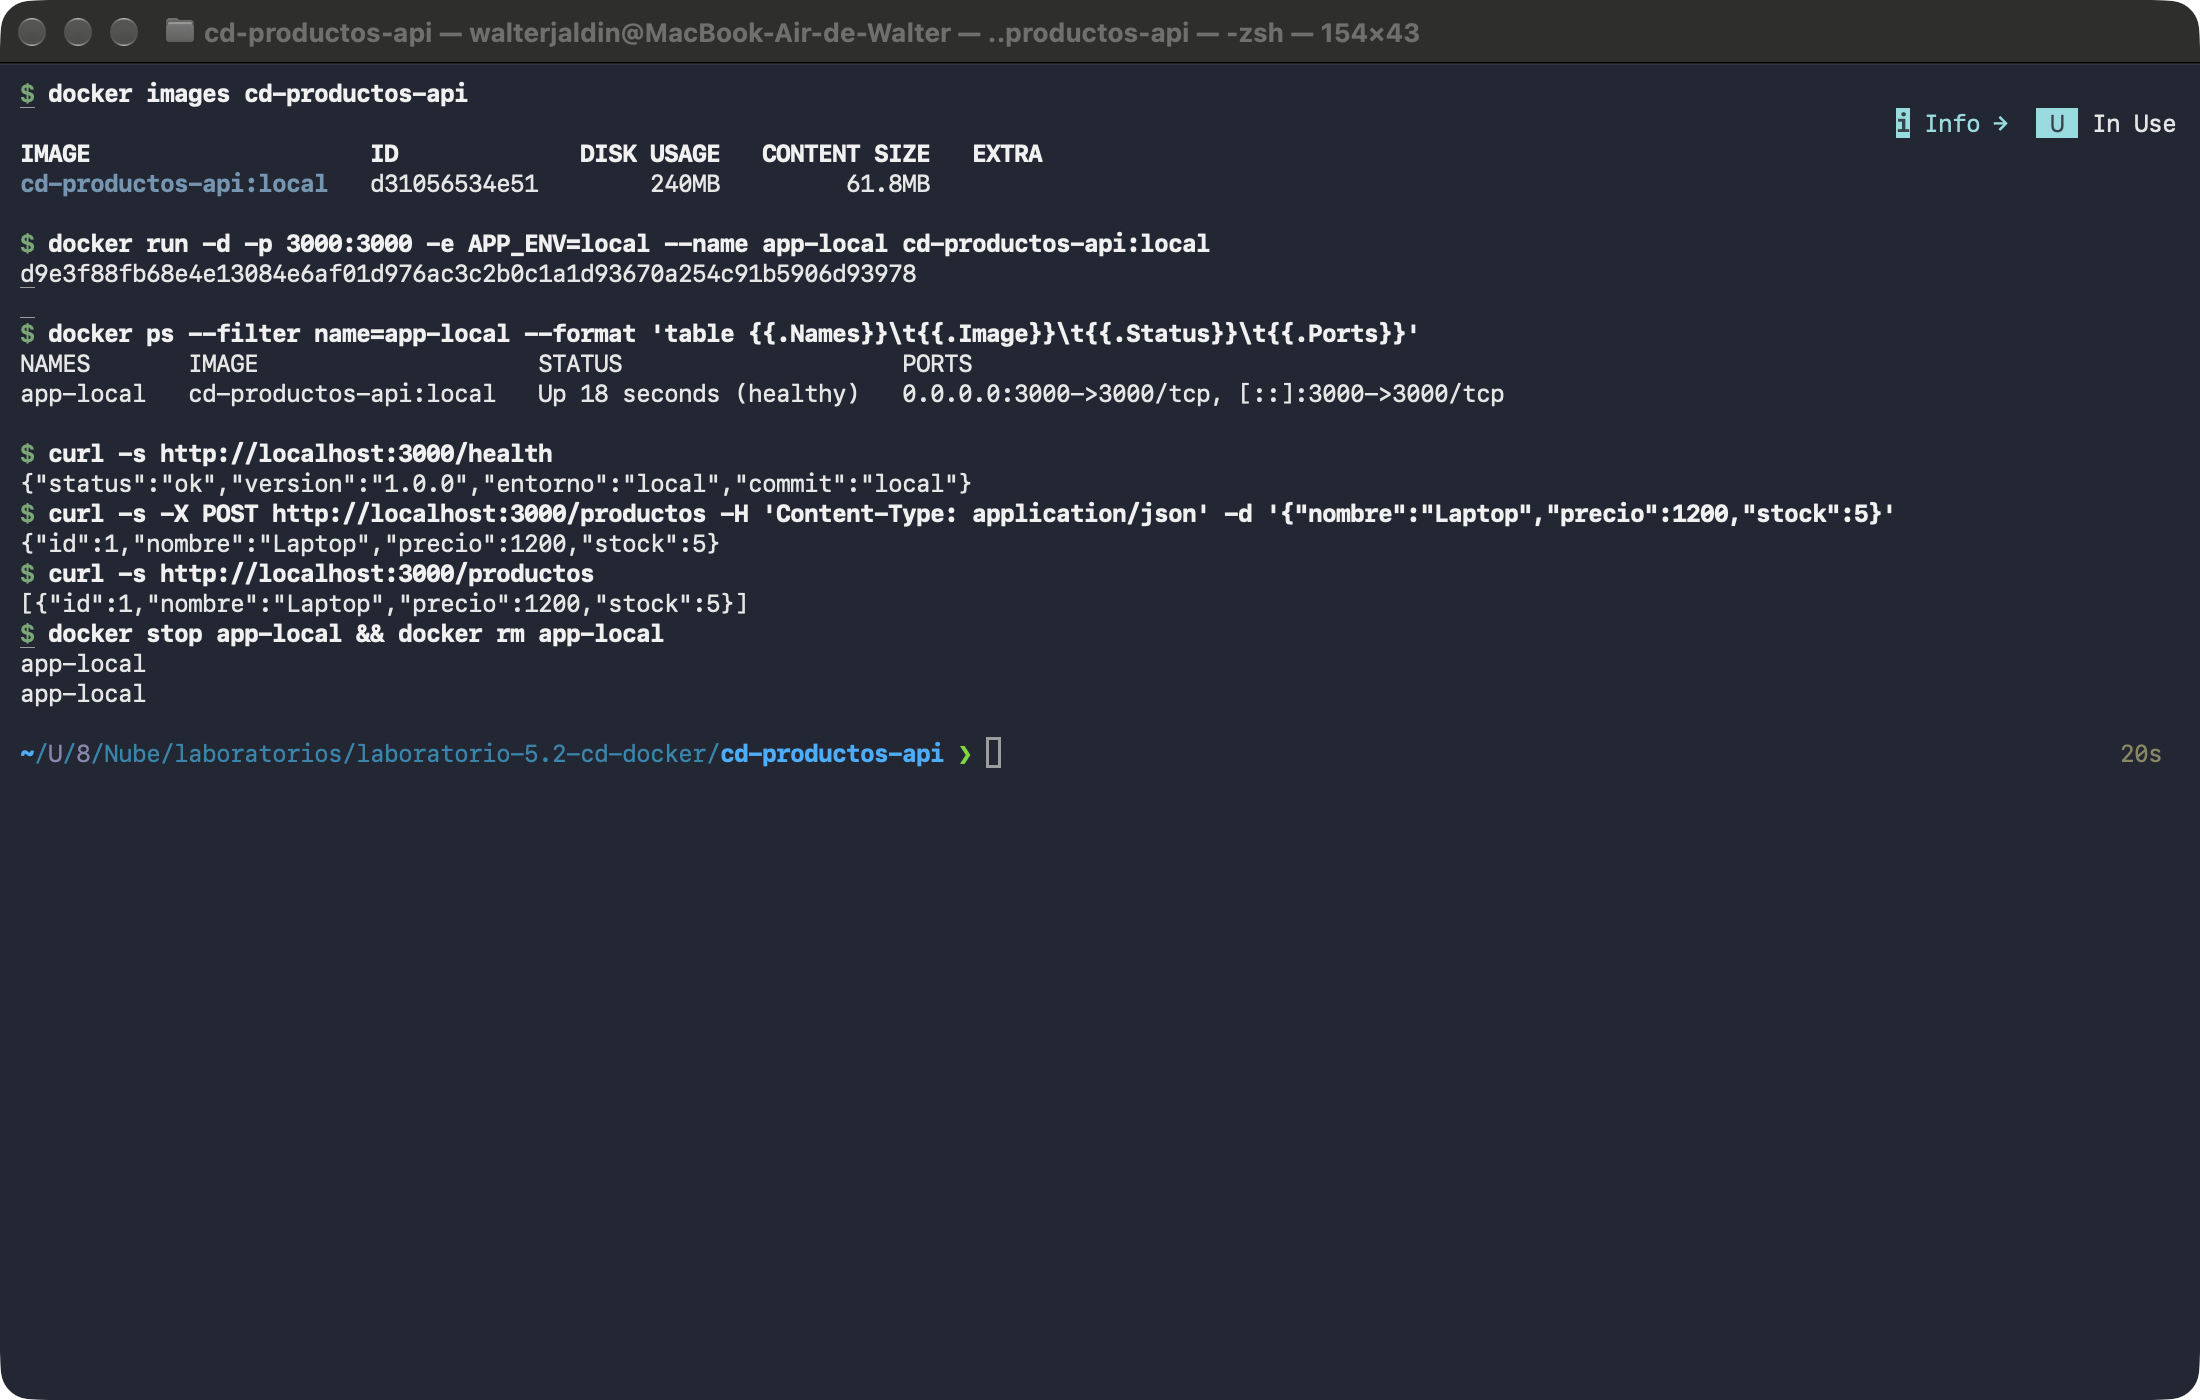 cd-productos-api — walterjaldin@MacBook-Air-de-Walter — ..productos-api — -zsh — 154×43
$ docker images cd-productos-api
i Info → U In Use
IMAGE ID DISK USAGE CONTENT SIZE EXTRA
cd-productos-api:local d31056534e51 240MB 61.8MB
$ docker run -d -p 3000:3000 -e APP_ENV=local --name app-local cd-productos-api:local
d9e3f88fb68e4e13084e6af01d976ac3c2b0c1a1d93670a254c91b5906d93978
$ docker ps --filter name=app-local --format 'table {{.Names}}\t{{.Image}}\t{{.Status}}\t{{.Ports}}'
NAMES IMAGE STATUS PORTS
app-local cd-productos-api:local Up 18 seconds (healthy) 0.0.0.0:3000->3000/tcp, [::]:3000->3000/tcp
$ curl -s http://localhost:3000/health
{"status":"ok","version":"1.0.0","entorno":"local","commit":"local"}
$ curl -s -X POST http://localhost:3000/productos -H 'Content-Type: application/json' -d '{"nombre":"Laptop","precio":1200,"stock":5}'
{"id":1,"nombre":"Laptop","precio":1200,"stock":5}
$ curl -s http://localhost:3000/productos
[{"id":1,"nombre":"Laptop","precio":1200,"stock":5}]
$ docker stop app-local && docker rm app-local
app-local
app-local
~/U/8/Nube/laboratorios/laboratorio-5.2-cd-docker/cd-productos-api ❯ 20s